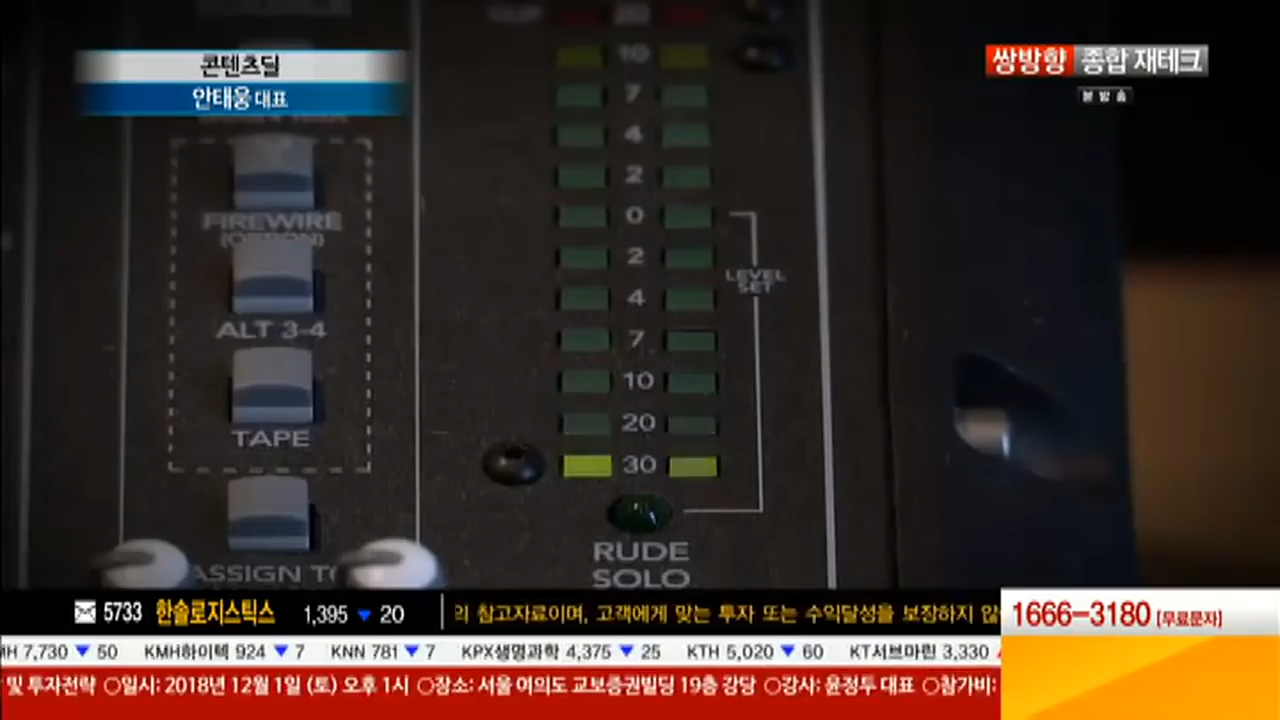 콘텐츠딜
안태웅 대표
쌍방향 종합 재테크
본 방 송
CLIP 20
10
7
4
2
0
2
4
7
10
20
30
LEVEL
SET
RUDE
SOLO
FIREWIRE
(OPTION)
ALT 3-4
TAPE
ASSIGN TO
5733 한솔로지스틱스 1,395 ▼ 20
의 참고자료이며, 고객에게 맞는 투자 또는 수익달성을 보장하지 않
1666-3180 [무료문자]
MH 7,730 ▼ 50 KMH하이텍 924 ▼ 7 KNN 781 ▼ 7 KPX생명과학 4,375 ▼ 25 KTH 5,020 ▼ 60 KT서브마린 3,330
및 투자전략 ○일시: 2018년 12월 1일 (토) 오후 1시 ○장소: 서울 여의도 교보증권빌딩 19층 강당 ○강사: 윤정두 대표 ○참가비: